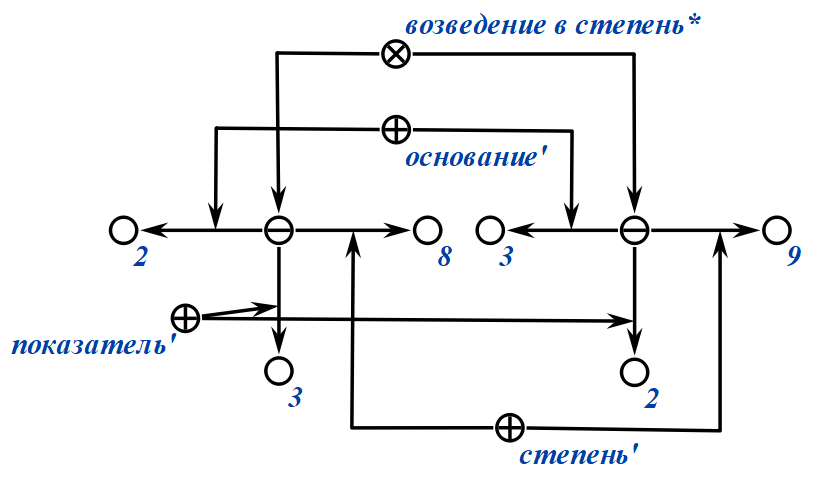 возведение в степень*
основание'
2
8
3
9
показатель'
3
2
степень'